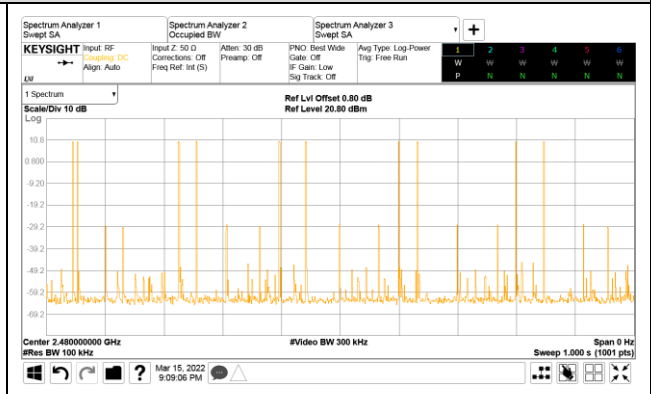 Spectrum Analyzer 1
Swept SA
Spectrum Analyzer 2
Occupied BW
Spectrum Analyzer 3
Swept SA
KEYSIGHT
Input: RF
Coupling: DC
Align: Auto
Input Z: 50 Ω
Corrections: Off
Freq Ref: Int (S)
Atten: 30 dB
Preamp: Off
PNO: Best Wide
Gate: Off
IF Gain: Low
Sig Track: Off
Avg Type: Log-Power
Trig: Free Run
1 2 3 4 5 6
W W W W W W
P N N N N N
1 Spectrum
Scale/Div 10 dB
Ref Lvl Offset 0.80 dB
Ref Level 20.80 dBm
Log
10.8
0.800
-9.20
-19.2
-29.2
-39.2
-49.2
-59.2
-69.2
Center 2.480000000 GHz
#Video BW 300 kHz
Span 0 Hz
#Res BW 100 kHz
Sweep 1.000 s (1001 pts)
?
Mar 15, 2022
9:09:06 PM